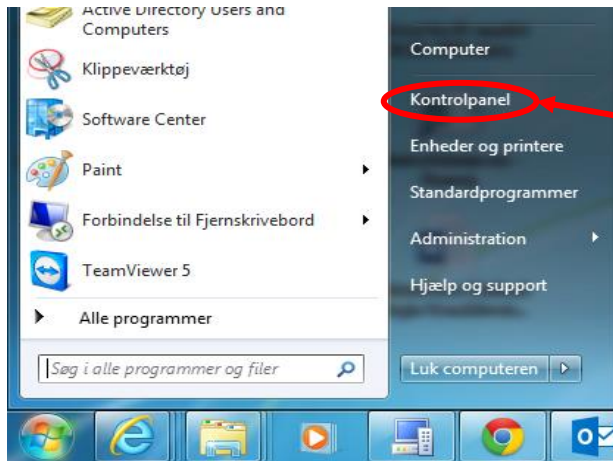 Active Directory Users and
Computers
Klippeværktøj
Software Center
Paint
Forbindelse til Fjernskrivebord
TeamViewer 5
Alle programmer
Søg i alle programmer og filer
Computer
Kontrolpanel
Enheder og printere
Standardprogrammer
Administration
Hjælp og support
Luk computeren